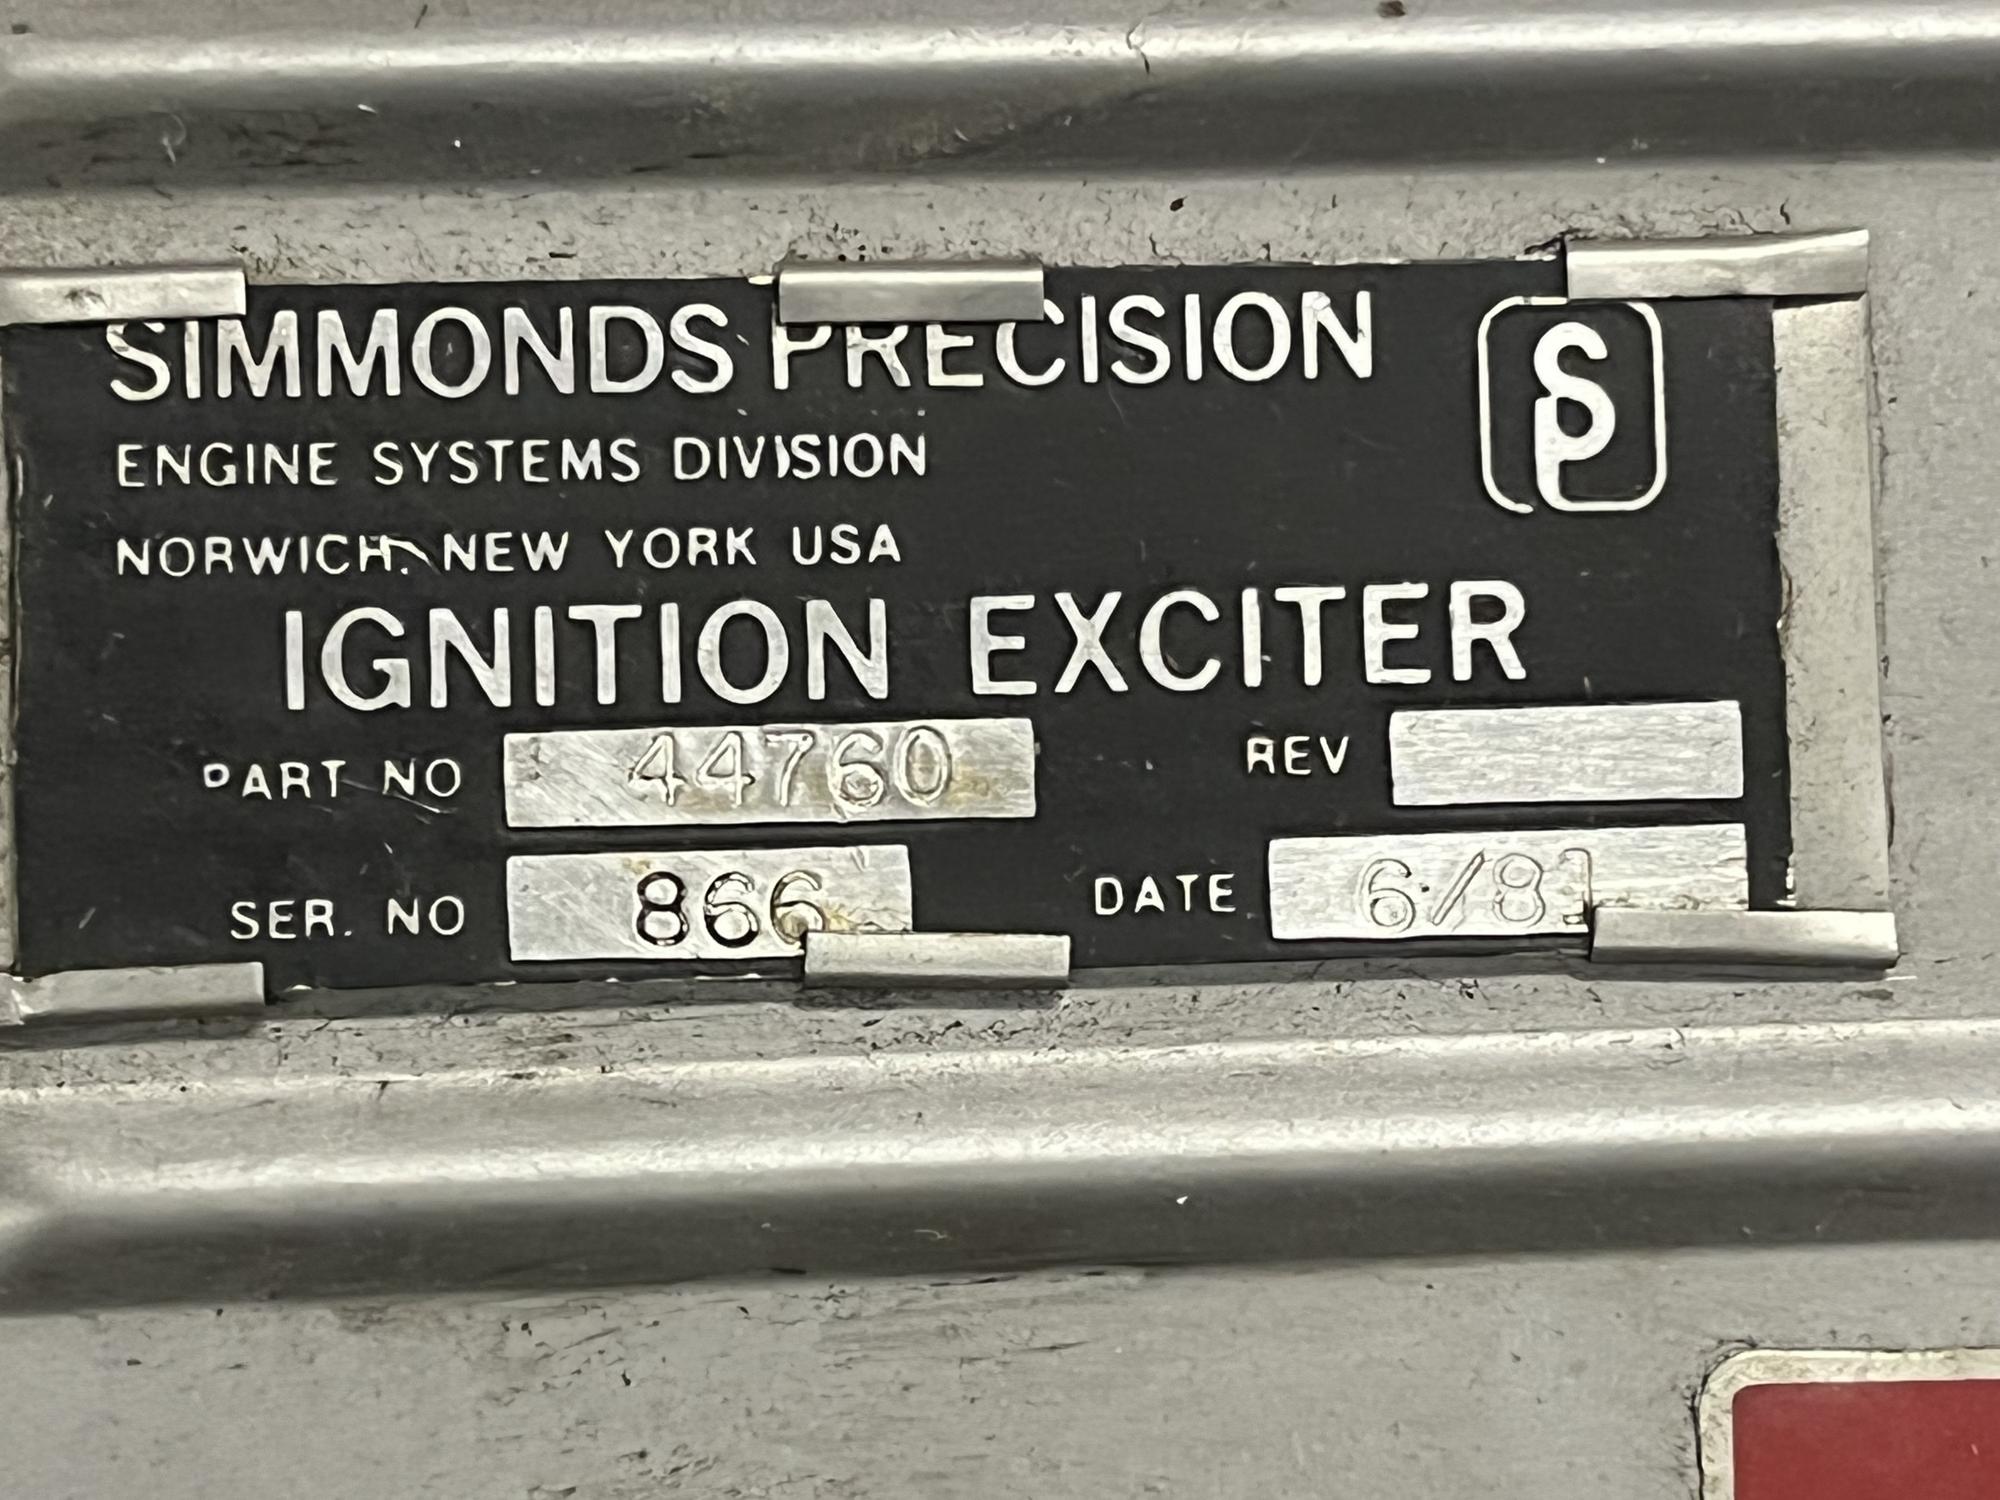 SIMMONDS PRECISION
ENGINE SYSTEMS DIVISION
NORWICH, NEW YORK USA
IGNITION EXCITER
PART NO 44760 REV
SER. NO 866 DATE 6/81